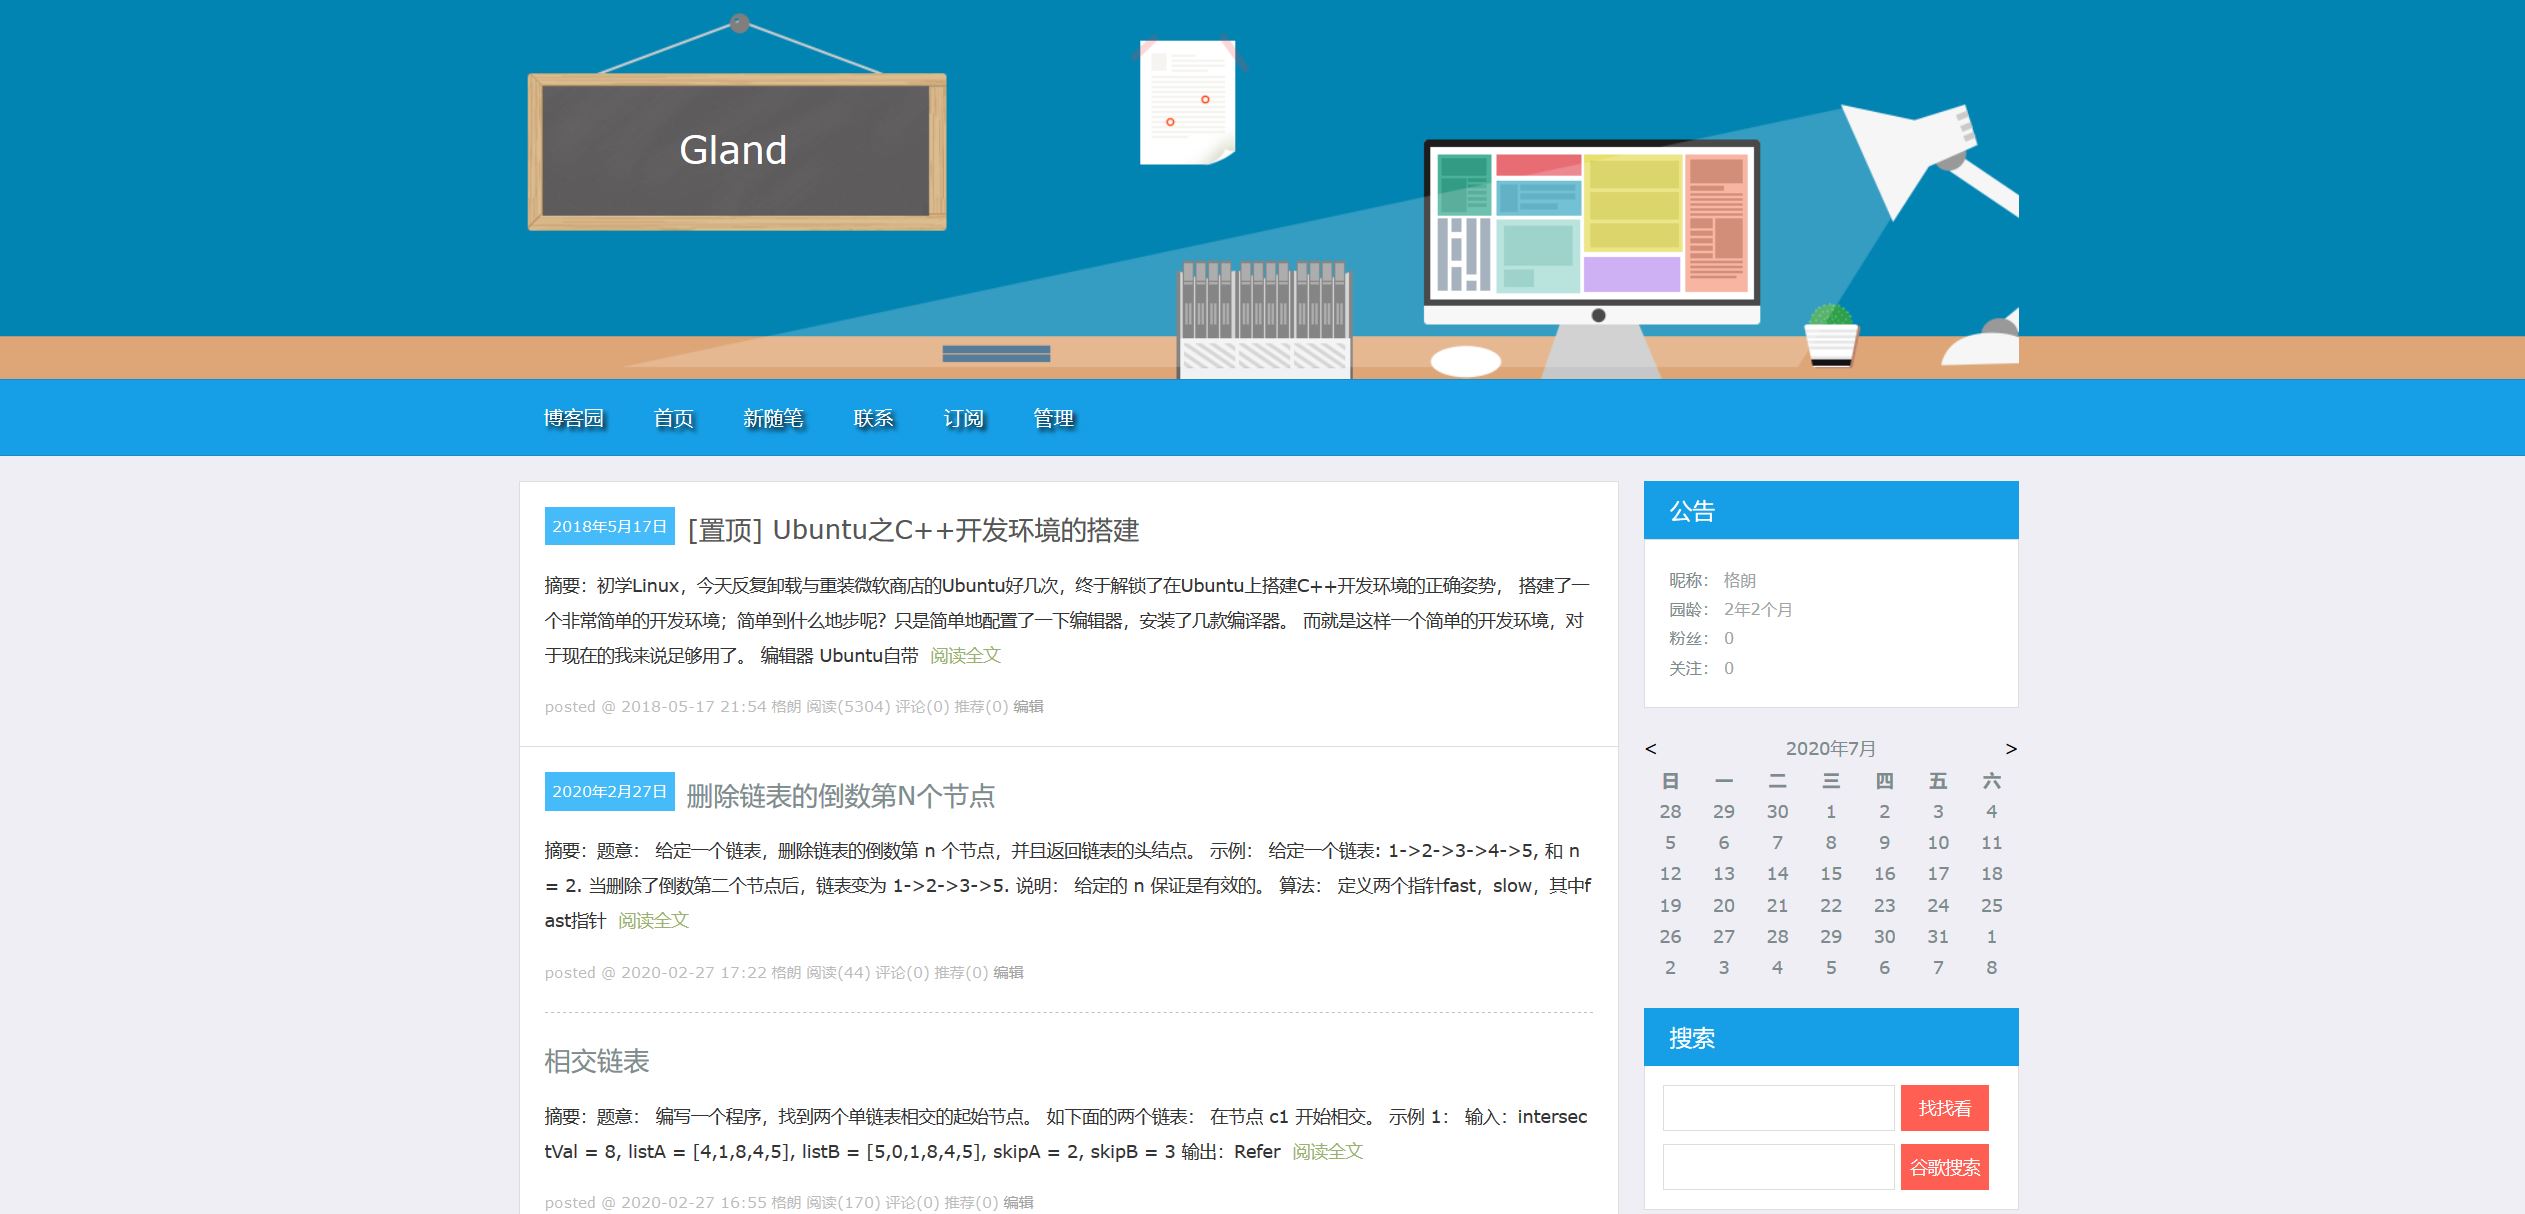 Gland
博客园 首页 新随笔 联系 订阅 管理
2018年5月17日 [置顶] Ubuntu之C++开发环境的搭建
摘要：初学Linux，今天反复卸载与重装微软商店的Ubuntu好几次，终于解锁了在Ubuntu上搭建C++开发环境的正确姿势， 搭建了一
个非常简单的开发环境；简单到什么地步呢？只是简单地配置了一下编辑器，安装了几款编译器。 而就是这样一个简单的开发环境，对
于现在的我来说足够用了。 编辑器 Ubuntu自带 阅读全文
posted @ 2018-05-17 21:54 格朗 阅读(5304) 评论(0) 推荐(0) 编辑
2020年2月27日 删除链表的倒数第N个节点
摘要：题意： 给定一个链表，删除链表的倒数第 n 个节点，并且返回链表的头结点。 示例： 给定一个链表: 1->2->3->4->5, 和 n
= 2. 当删除了倒数第二个节点后，链表变为 1->2->3->5. 说明： 给定的 n 保证是有效的。 算法： 定义两个指针fast，slow，其中f
ast指针 阅读全文
posted @ 2020-02-27 17:22 格朗 阅读(44) 评论(0) 推荐(0) 编辑
相交链表
摘要：题意： 编写一个程序，找到两个单链表相交的起始节点。 如下面的两个链表： 在节点 c1 开始相交。 示例 1： 输入：intersec
tVal = 8, listA = [4,1,8,4,5], listB = [5,0,1,8,4,5], skipA = 2, skipB = 3 输出：Refer 阅读全文
posted @ 2020-02-27 16:55 格朗 阅读(170) 评论(0) 推荐(0) 编辑
公告
昵称： 格朗
园龄： 2年2个月
粉丝： 0
关注： 0
< 2020年7月 >
日 一 二 三 四 五 六
28 29 30 1 2 3 4
5 6 7 8 9 10 11
12 13 14 15 16 17 18
19 20 21 22 23 24 25
26 27 28 29 30 31 1
2 3 4 5 6 7 8
搜索
找找看
谷歌搜索